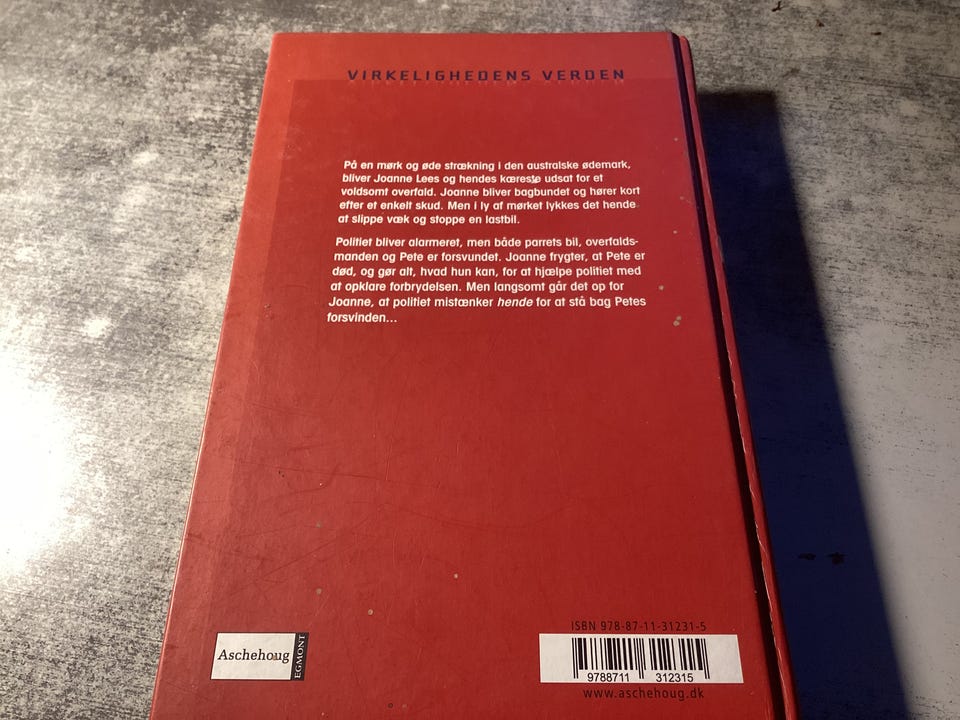 VIRKELIGHEDENS VERDEN
På en mørk og øde strækning i den australske ødemark,
bliver Joanne Lees og hendes kæreste udsat for et
voldsomt overfald. Joanne bliver bagbundet og hører kort
efter et enkelt skud. Men i ly af mørket lykkes det hende
at slippe væk og stoppe en lastbil.
Politiet bliver alarmeret, men både parrets bil, overfalds-
manden og Pete er forsvundet. Joanne frygter, at Pete er
død, og gør alt, hvad hun kan, for at hjælpe politiet med
at opklare forbrydelsen. Men langsomt går det op for
Joanne, at politiet mistænker hende for at stå bag Petes
forsvinden...
Aschehoug
EGMONT
ISBN 978-87-11-31231-5
9788711 312315
www.aschehoug.dk